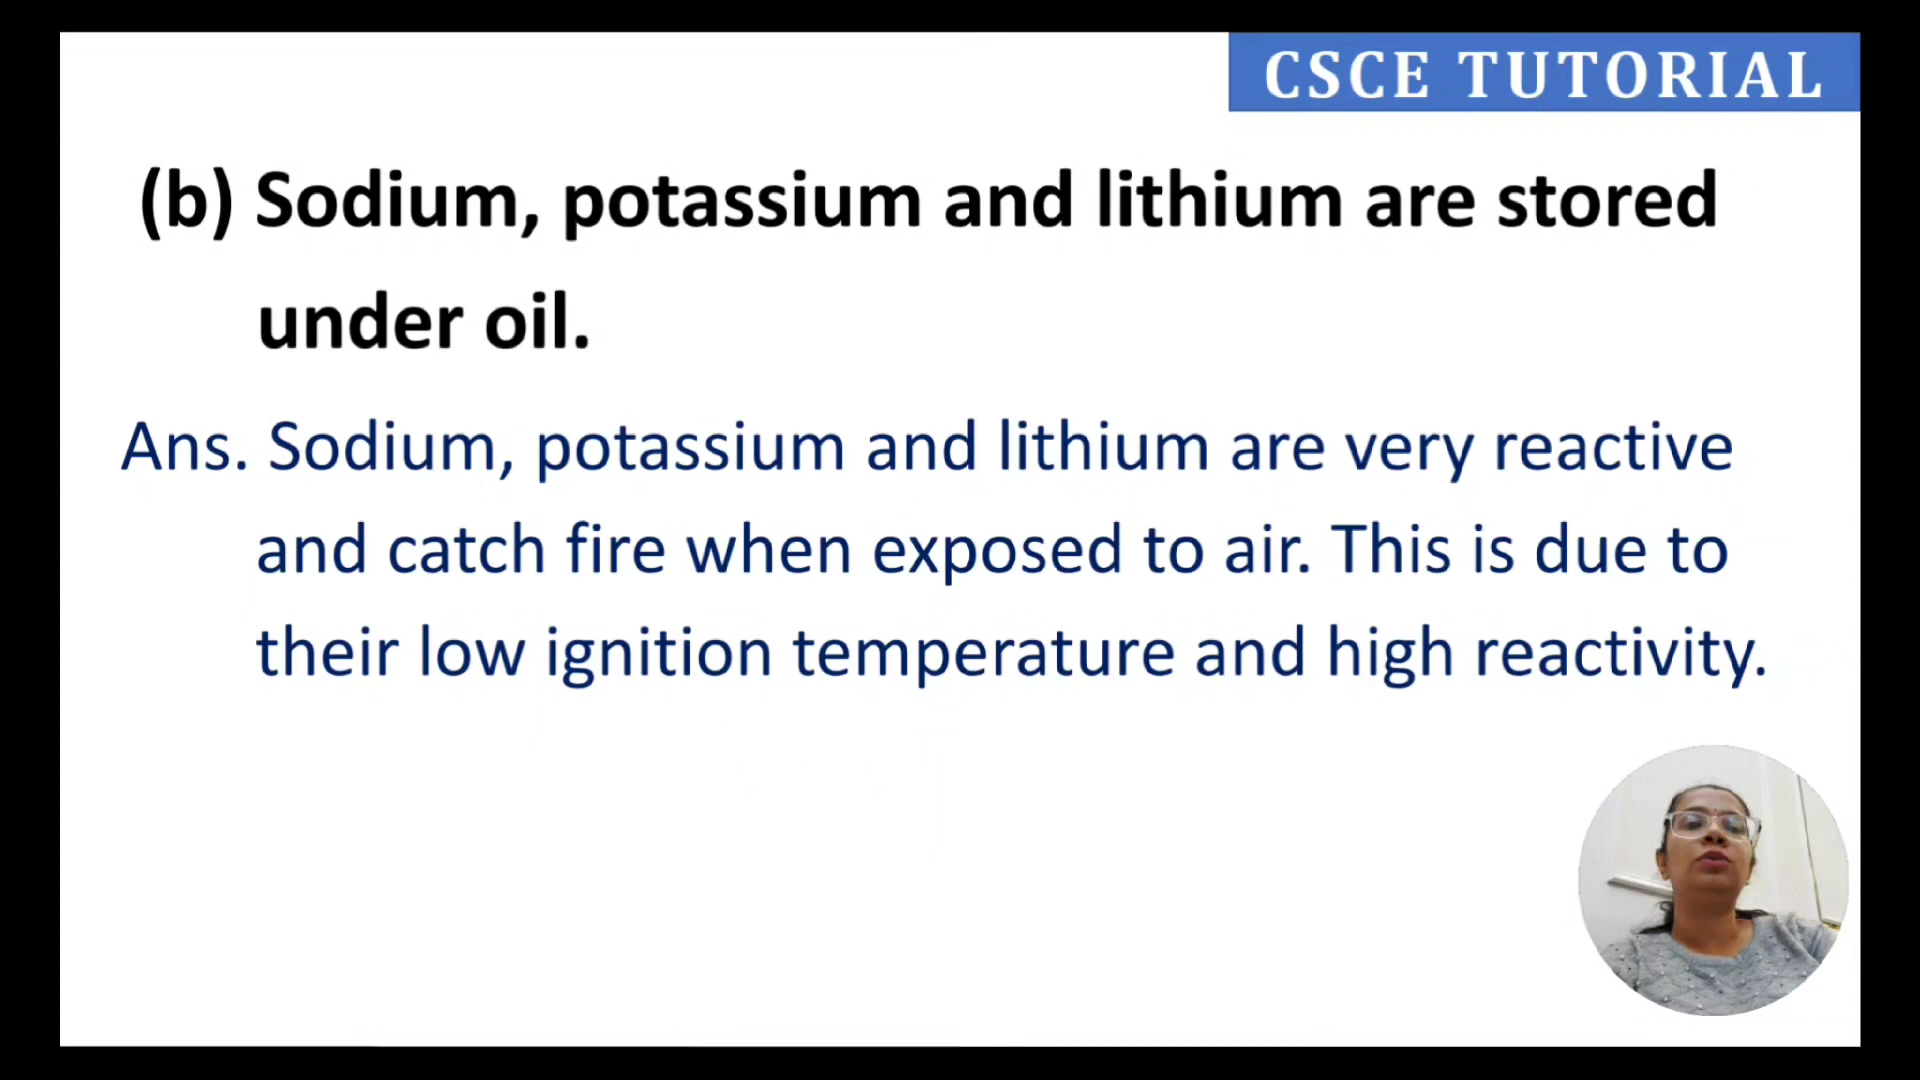 CSCE TUTORIAL
(b) Sodium, potassium and lithium are stored
under oil.
Ans. Sodium, potassium and lithium are very reactive
and catch fire when exposed to air. This is due to
their low ignition temperature and high reactivity.